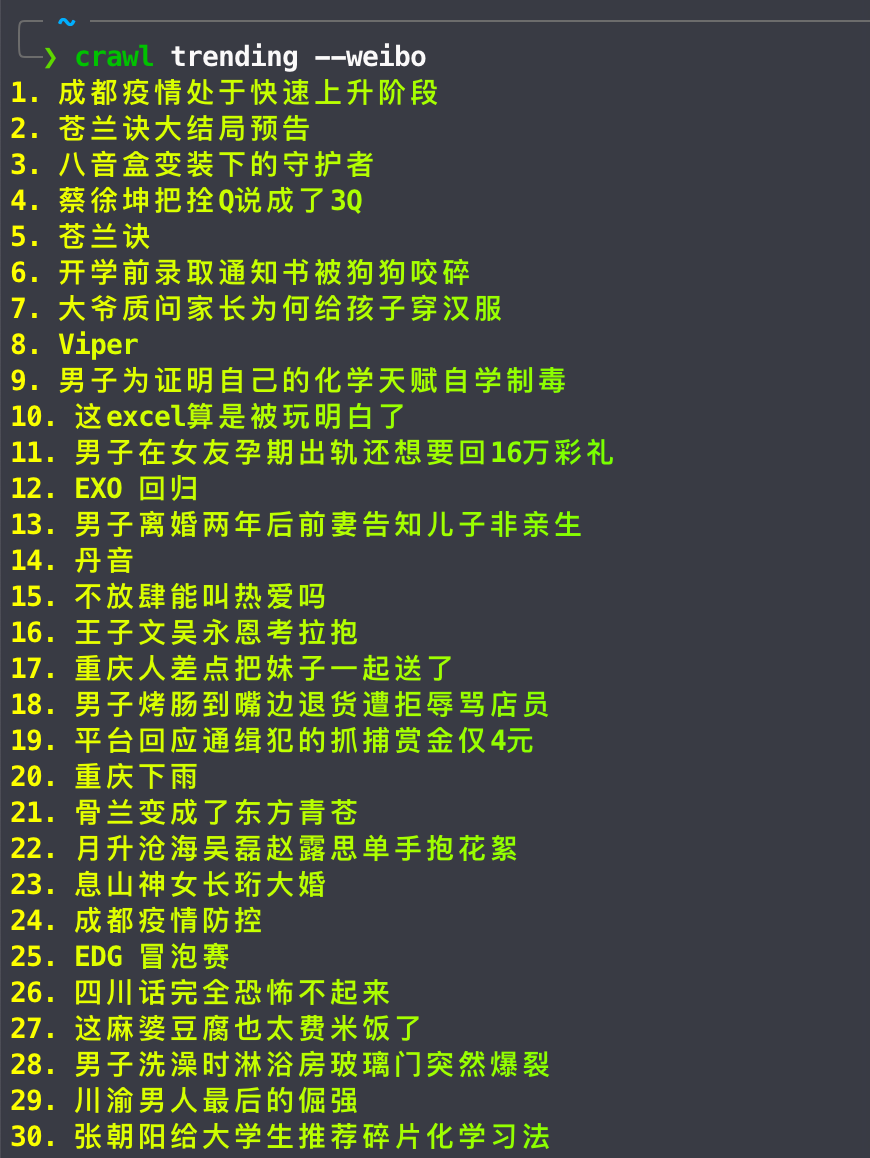 ~
❯ crawl trending --weibo
1. 成都疫情处于快速上升阶段
2. 苍兰诀大结局预告
3. 八音盒变装下的守护者
4. 蔡徐坤把拴Q说成了3Q
5. 苍兰诀
6. 开学前录取通知书被狗狗咬碎
7. 大爷质问家长为何给孩子穿汉服
8. Viper
9. 男子为证明自己的化学天赋自学制毒
10. 这excel算是被玩明白了
11. 男子在女友孕期出轨还想要回16万彩礼
12. EXO 回归
13. 男子离婚两年后前妻告知儿子非亲生
14. 丹音
15. 不放肆能叫热爱吗
16. 王子文吴永恩考拉抱
17. 重庆人差点把妹子一起送了
18. 男子烤肠到嘴边退货遭拒辱骂店员
19. 平台回应通缉犯的抓捕赏金仅4元
20. 重庆下雨
21. 骨兰变成了东方青苍
22. 月升沧海吴磊赵露思单手抱花絮
23. 息山神女长珩大婚
24. 成都疫情防控
25. EDG 冒泡赛
26. 四川话完全恐怖不起来
27. 这麻婆豆腐也太费米饭了
28. 男子洗澡时淋浴房玻璃门突然爆裂
29. 川渝男人最后的倔强
30. 张朝阳给大学生推荐碎片化学习法